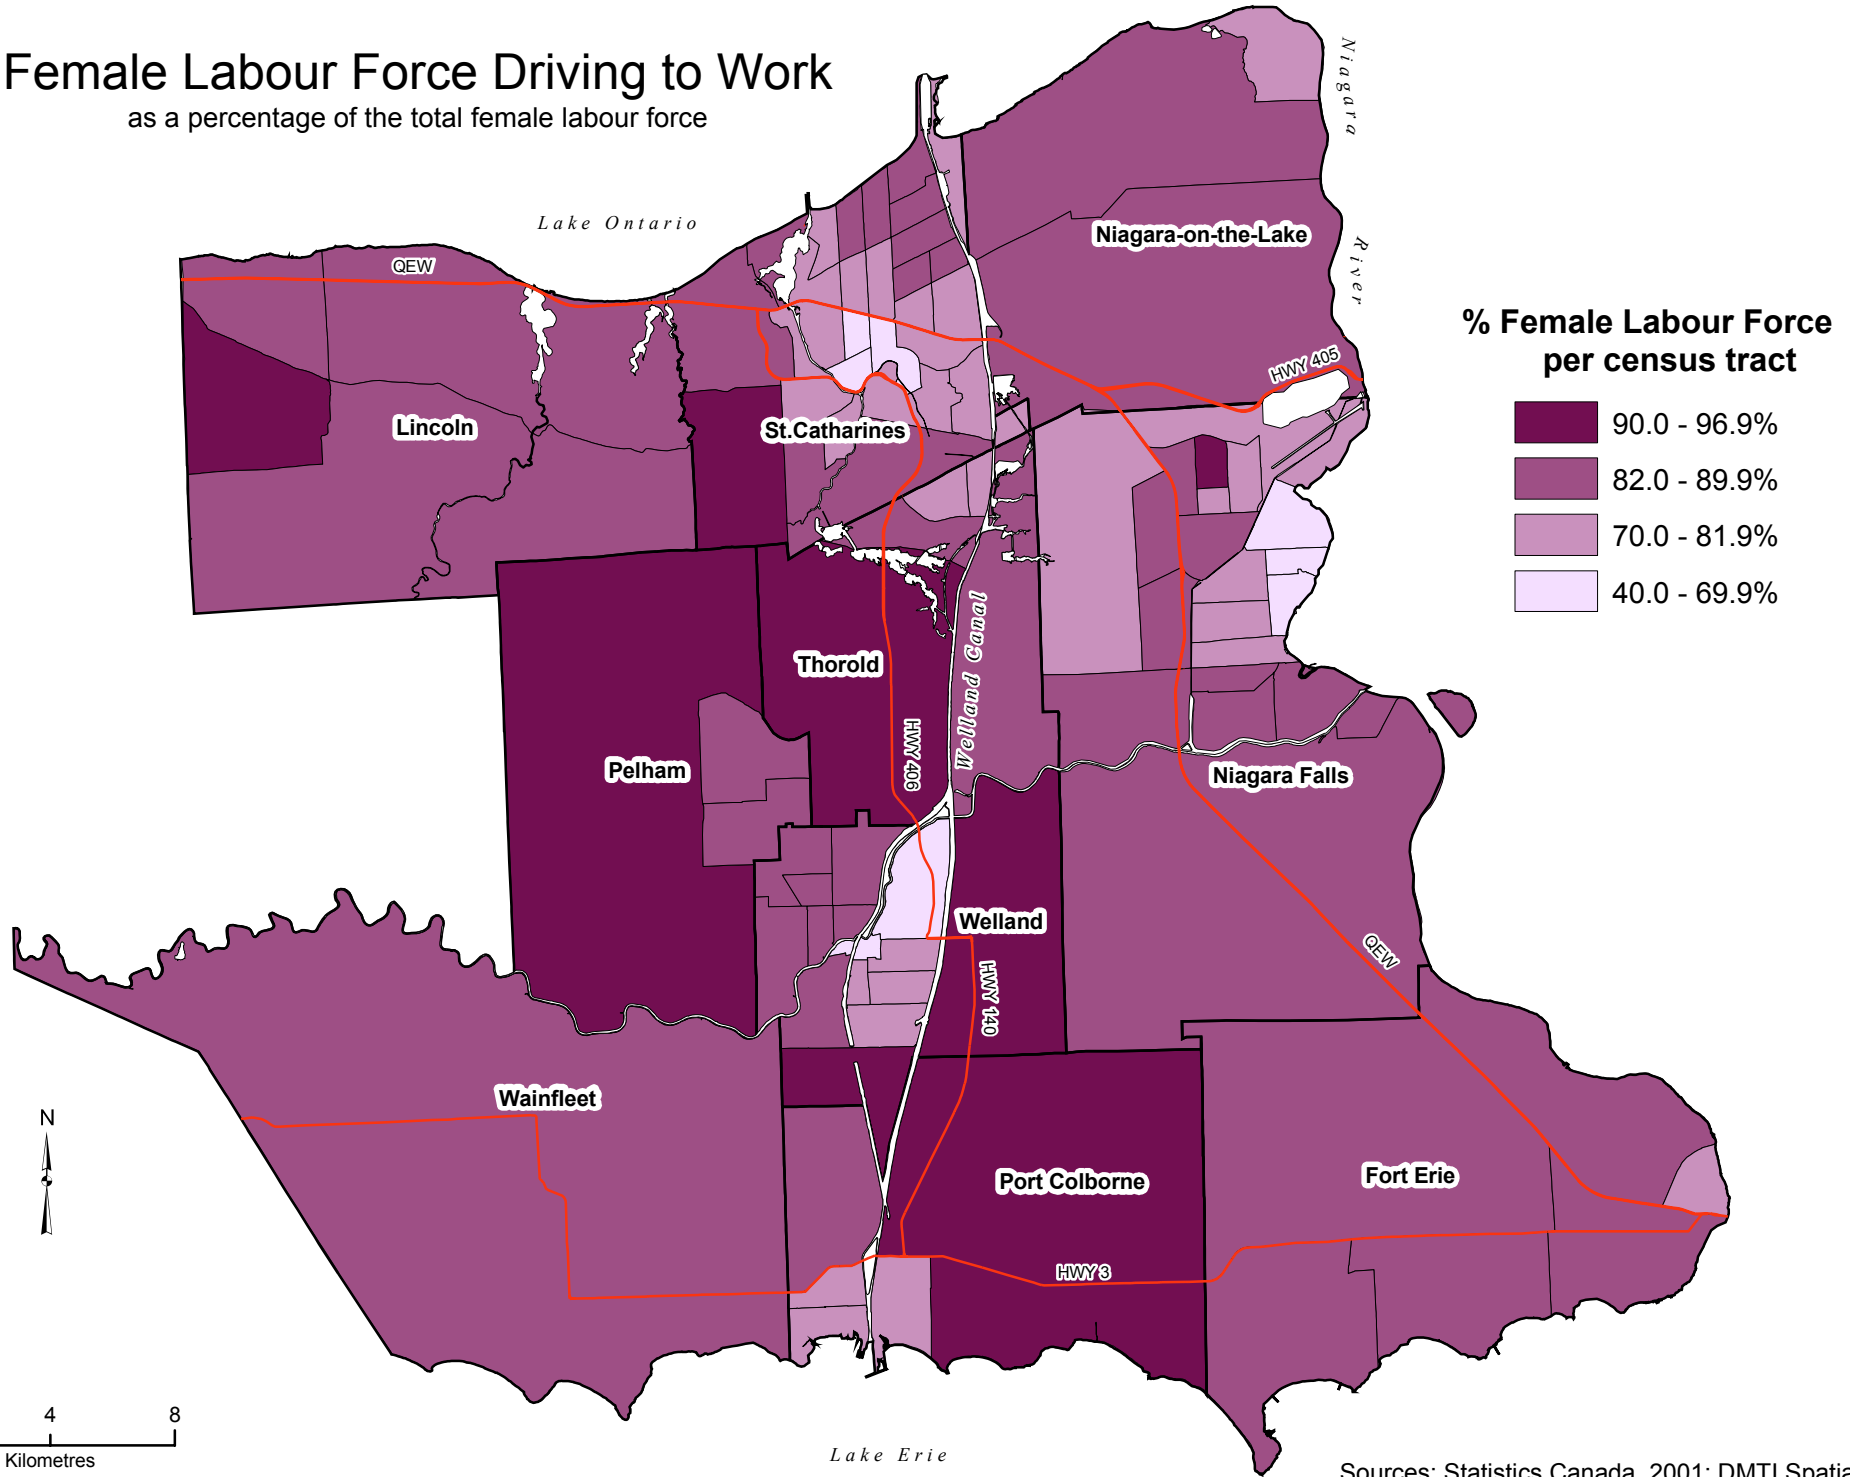 Female Labour Force Driving to Work
as a percentage of the total female labour force
Niagara
River
Lake Ontario
QEW
Niagara-on-the-Lake
HWY 405
% Female Labour Force
per census tract
90.0 - 96.9%
82.0 - 89.9%
70.0 - 81.9%
40.0 - 69.9%
Lincoln
St.Catharines
Thorold
Welland Canal
HWY 406
Pelham
Niagara Falls
Welland
QEW
HWY 140
Wainfleet
N
Port Colborne
Fort Erie
HWY 3
4 8
Kilometres
Lake Erie
Sources: Statistics Canada, 2001; DMTI Spatia